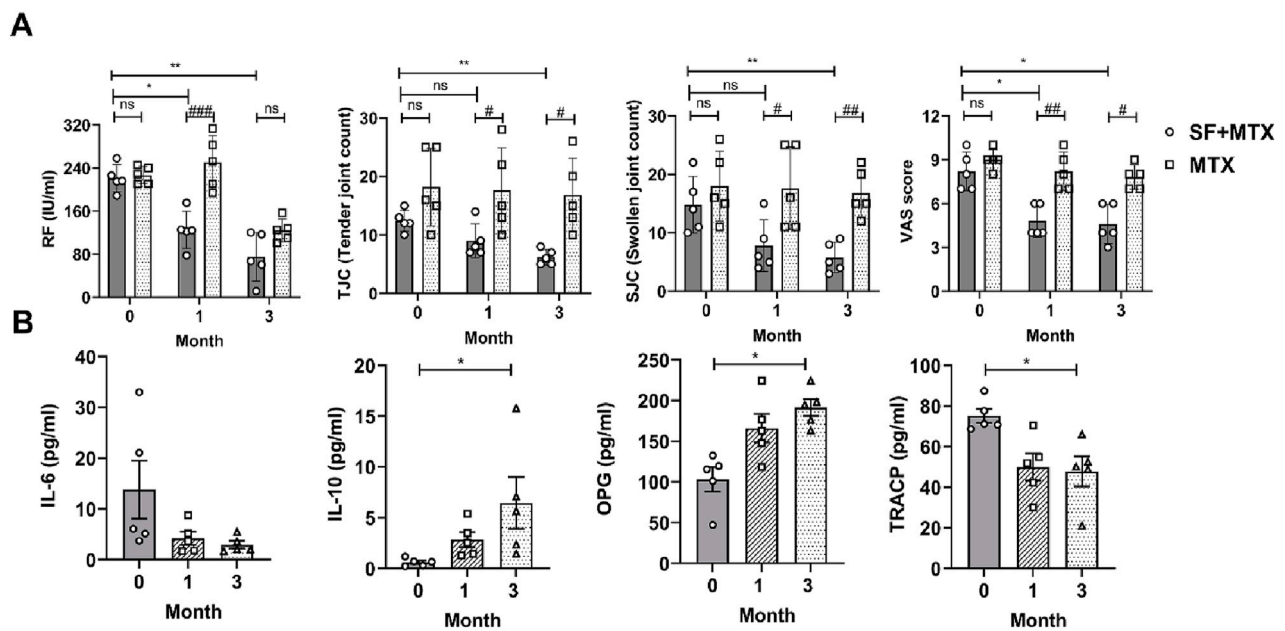 A
RF (IU/ml)
320
240
160
80
0
ns
*
**
###
ns
0 1 3
Month
TJC (Tender joint count)
30
20
10
0
ns
ns
**
#
#
0 1 3
Month
SJC (Swollen joint count)
30
20
10
0
ns
ns
**
#
##
0 1 3
Month
VAS score
12
9
6
3
0
ns
*
*
##
#
0 1 3
Month
SF+MTX
MTX
B
IL-6 (pg/ml)
40
30
20
10
0
0 1 3
Month
IL-10 (pg/ml)
20
15
10
5
0
*
0 1 3
Month
OPG (pg/ml)
250
200
150
100
50
0
*
0 1 3
Month
TRACP (pg/ml)
100
80
60
40
20
0
*
0 1 3
Month